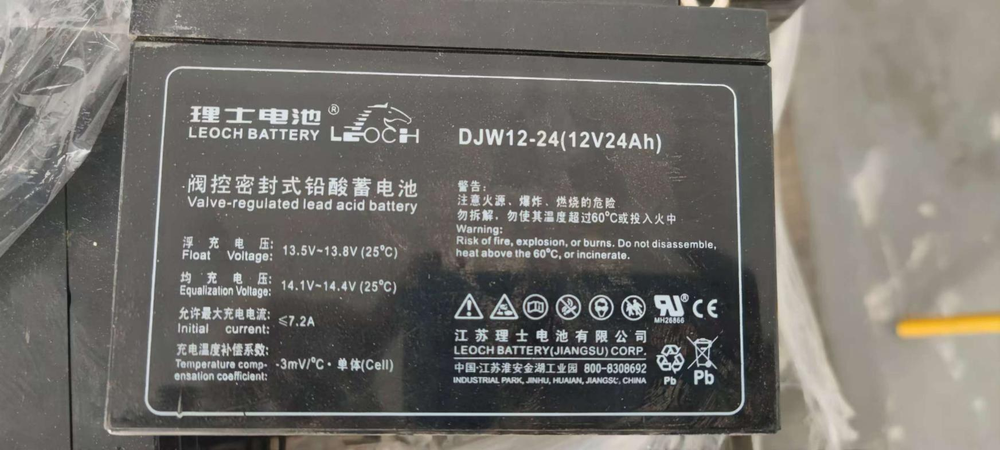 理士电池®
LEOCH BATTERY LEOCH
DJW12-24(12V24Ah)
阀控密封式铅酸蓄电池
Valve-regulated lead acid battery
浮充电压:
Float Voltage: 13.5V~13.8V (25°C)
均充电压:
Equalization Voltage: 14.1V~14.4V (25°C)
允许最大充电电流:
Initial current: ≤7.2A
充电温度补偿系数:
Temperature comp- -3mV/°C·单体(Cell)
ensation coefficient:
警告:
注意火源、爆炸、燃烧的危险
勿拆解，勿使其温度超过60°C或投入火中
Warning:
Risk of fire, explosion, or burns. Do not disassemble,
heat above the 60°C, or incinerate.
RU® CE
MH26866
江苏理士电池有限公司
LEOCH BATTERY(JIANGSU) CORP.
中国·江苏淮安金湖工业园 800-8308692
INDUSTRIAL PARK, JINHU, HUAIAN, JIANGSU, CHINA
Pb Pb